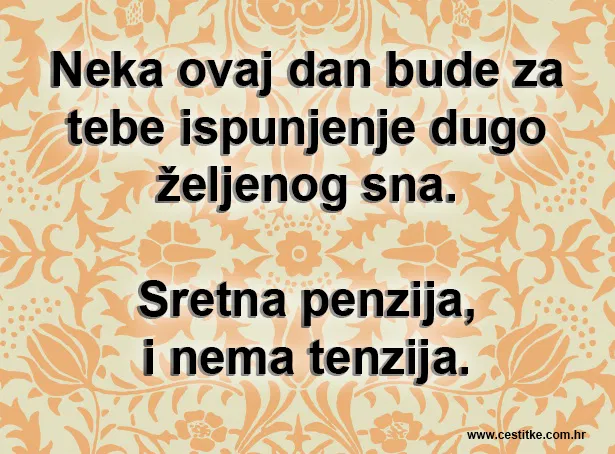 Neka ovaj dan bude za
tebe ispunjenje dugo
željenog sna.
Sretna penzija,
i nema tenzija.
www.cestitke.com.hr